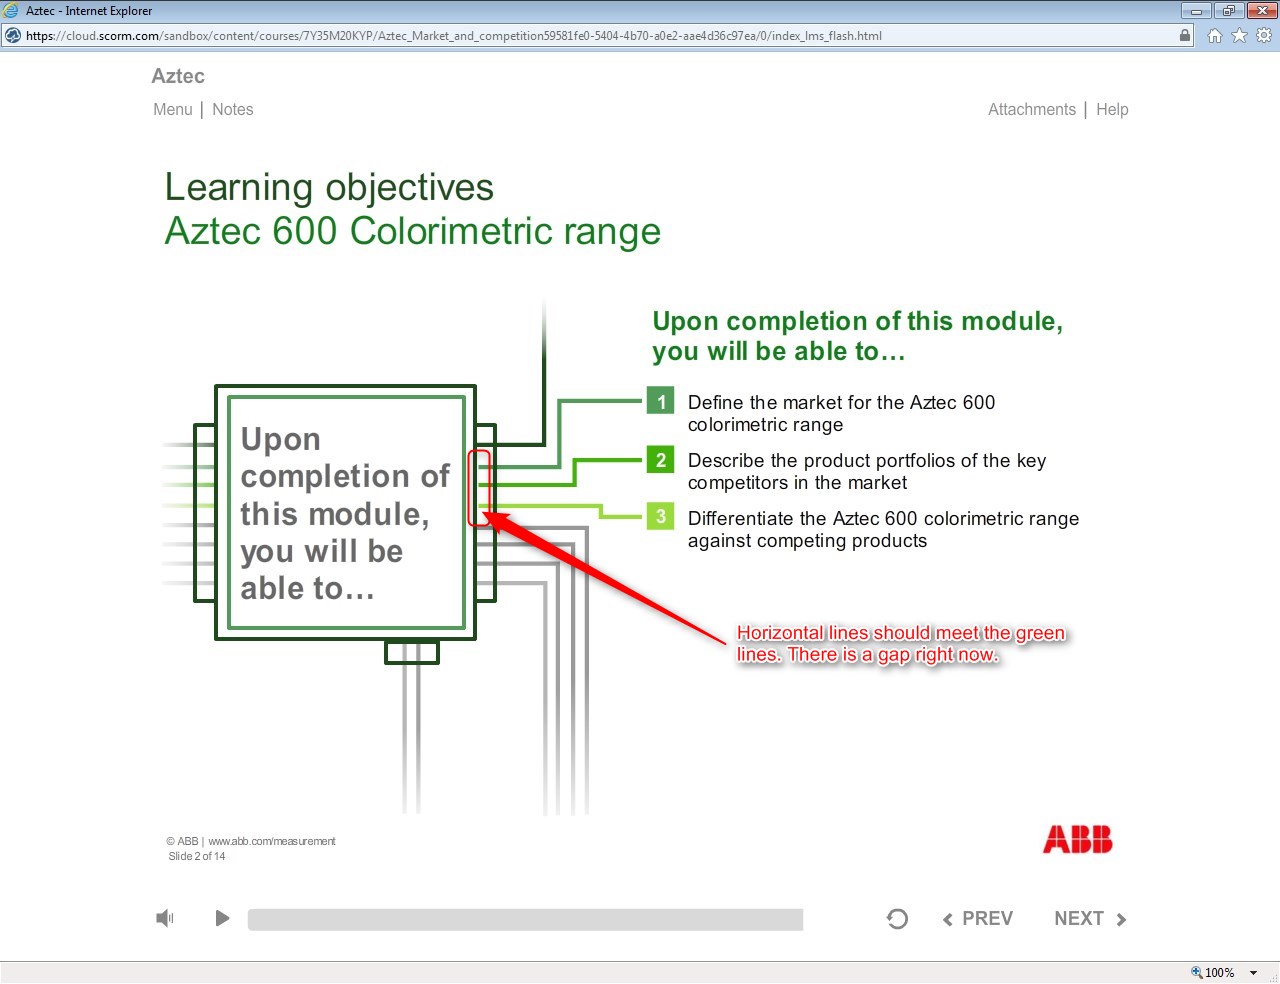 Aztec - Internet Explorer
https://cloud.scorm.com/sandbox/content/courses/7Y35M20KYP/Aztec_Market_and_competition59581fe0-5404-4b70-a0e2-aae4d36c97ea/0/index_lms_flash.html
Aztec
Menu | Notes
Attachments | Help
Learning objectives
Aztec 600 Colorimetric range
Upon completion of this module,
you will be able to...
1 Define the market for the Aztec 600
colorimetric range
2 Describe the product portfolios of the key
competitors in the market
3 Differentiate the Aztec 600 colorimetric range
against competing products
Upon
completion of
this module,
you will be
able to...
Horizontal lines should meet the green
lines. There is a gap right now.
© ABB | www.abb.com/measurement
Slide 2 of 14
ABB
PREV
NEXT
100%